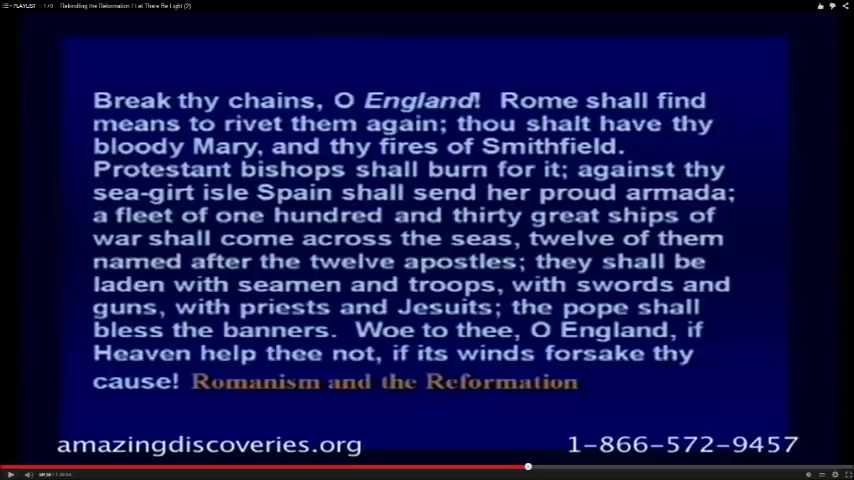 PLAYLIST
Rekindling the Reformation / Let There Be Light (2)
Break thy chains, O England! Rome shall find
means to rivet them again; thou shalt have thy
bloody Mary, and thy fires of Smithfield.
Protestant bishops shall burn for it; against thy
sea-girt isle Spain shall send her proud armada;
a fleet of one hundred and thirty great ships of
war shall come across the seas, twelve of them
named after the twelve apostles; they shall be
laden with seamen and troops, with swords and
guns, with priests and Jesuits; the pope shall
bless the banners. Woe to thee, O England, if
Heaven help thee not, if its winds forsake thy
cause! Romanism and the Reformation
amazingdiscoveries.org 1-866-572-9457